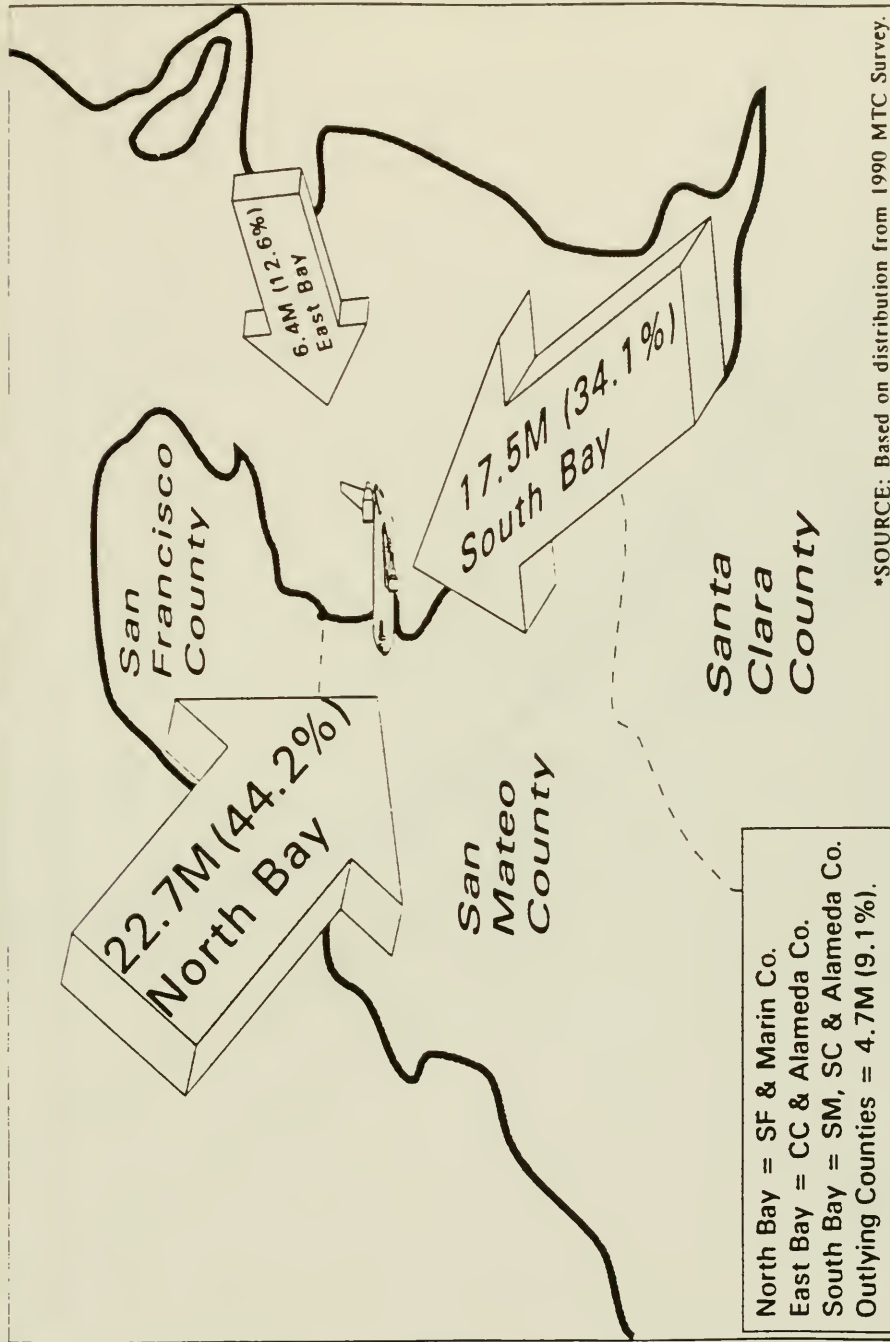 San
Francisco
County
22.7M (44.2%)
North Bay
6.4M (12.6%)
East Bay
17.5M (34.1%)
South Bay
San
Mateo
County
Santa
Clara
County
North Bay = SF & Marin Co.
East Bay = CC & Alameda Co.
South Bay = SM, SC & Alameda Co.
Outlying Counties = 4.7M (9.1%).
*SOURCE: Based on distribution from 1990 MTC Survey.